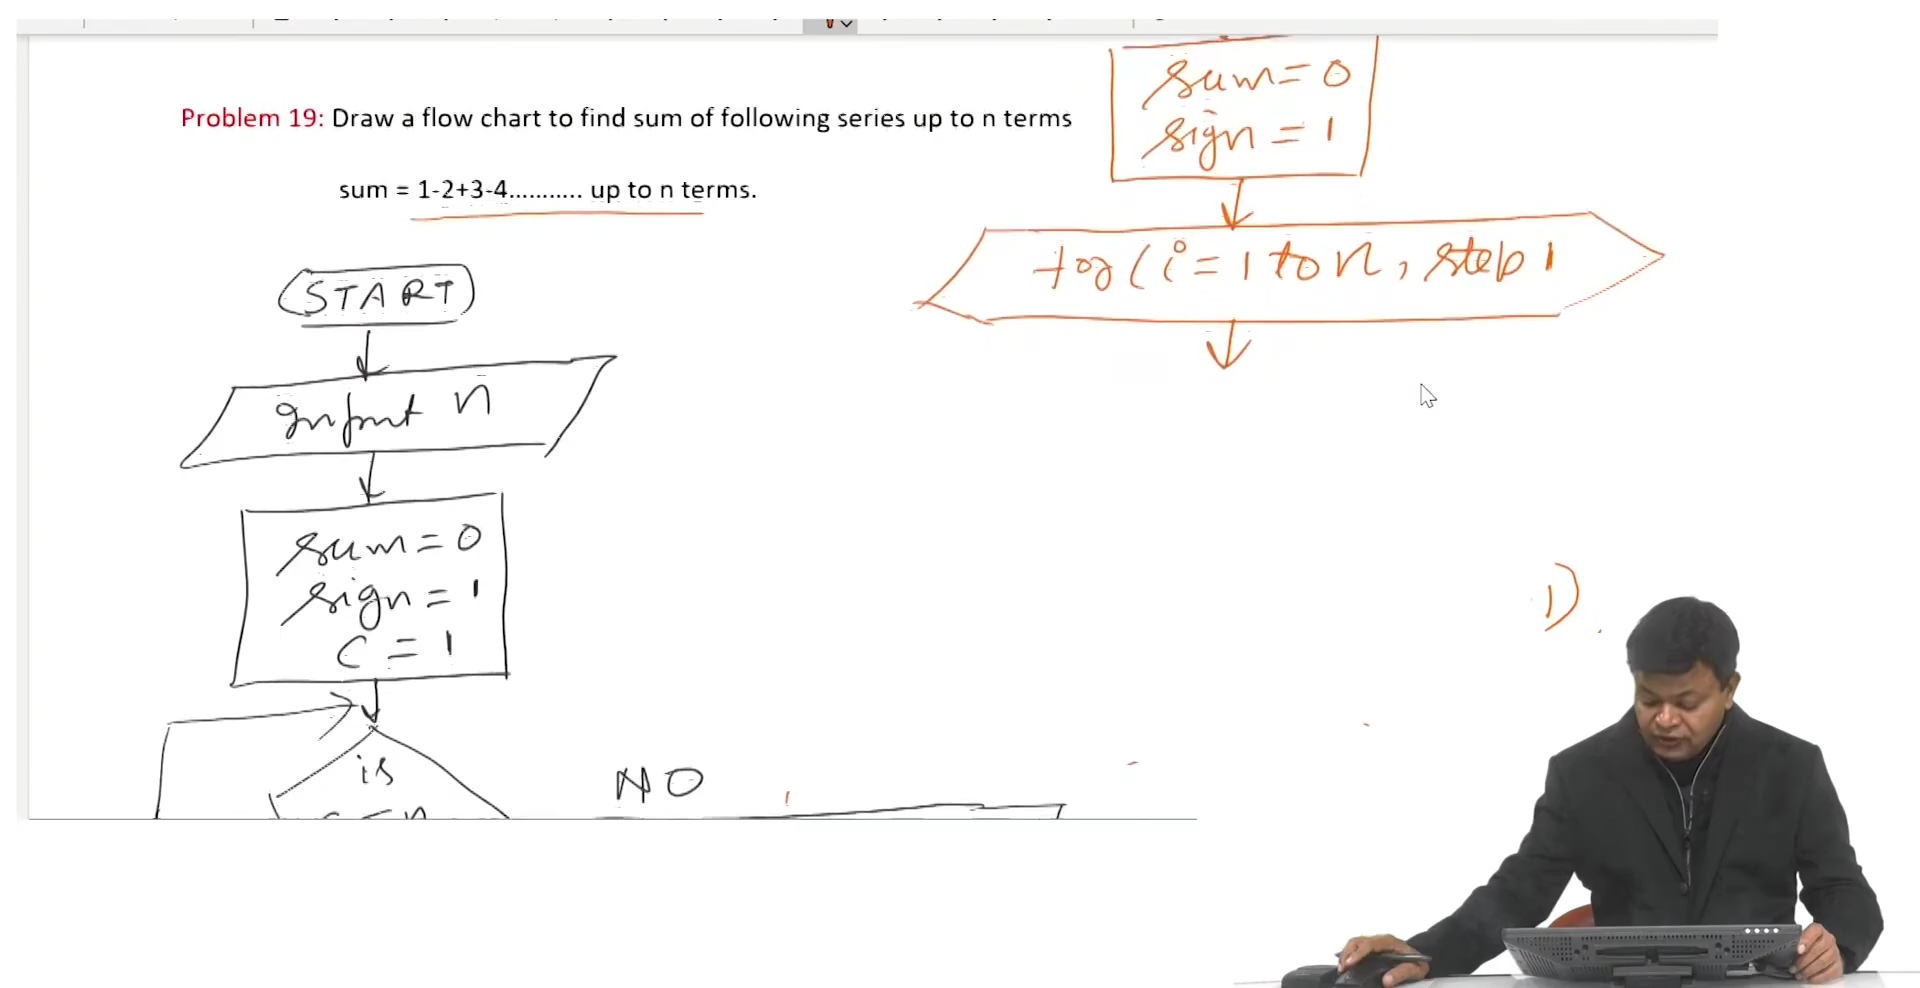 Problem 19: Draw a flow chart to find sum of following series up to n terms
sum = 1-2+3-4........... up to n terms.
START
Input n
sum = 0
sign = 1
C = 1
is
NO
sum = 0
sign = 1
for (i = 1 to n, step 1
1)